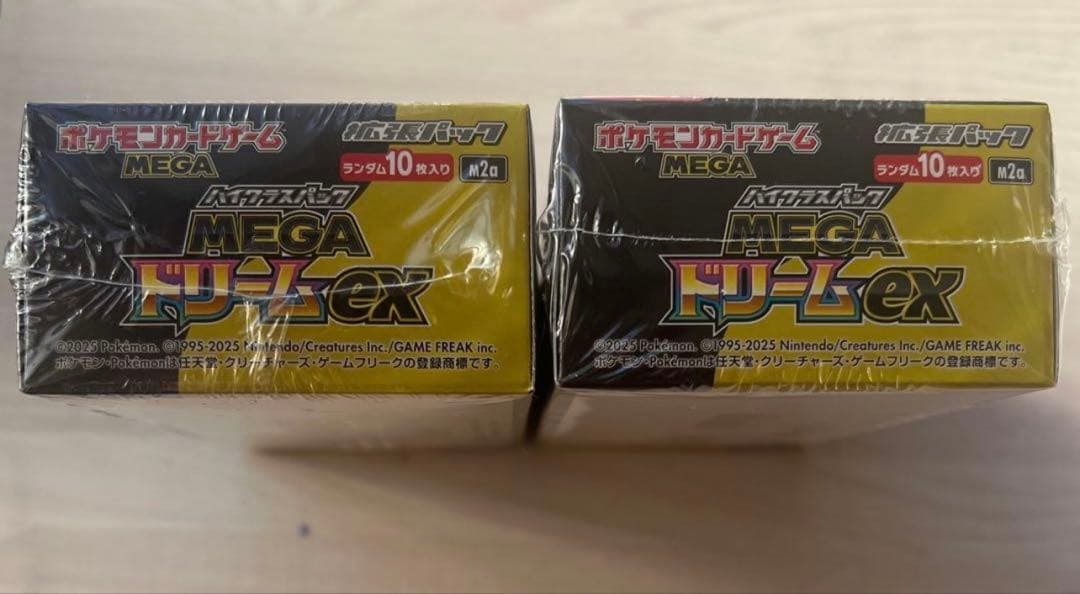 ポケモンカードゲーム
MEGA
拡張パック
ランダム10枚入り
M2a
ハイクラスパック
MEGA
ドリームex
©2025 Pokémon. ©1995-2025 Nintendo/Creatures Inc./GAME FREAK inc.
ポケモン・Pokémonは任天堂・クリーチャーズ・ゲームフリークの登録商標です。
ポケモンカードゲーム
MEGA
拡張パック
ランダム10枚入り
M2a
ハイクラスパック
MEGA
ドリームex
©2025 Pokémon. ©1995-2025 Nintendo/Creatures Inc./GAME FREAK inc.
ポケモン・Pokémonは任天堂・クリーチャーズ・ゲームフリークの登録商標です。